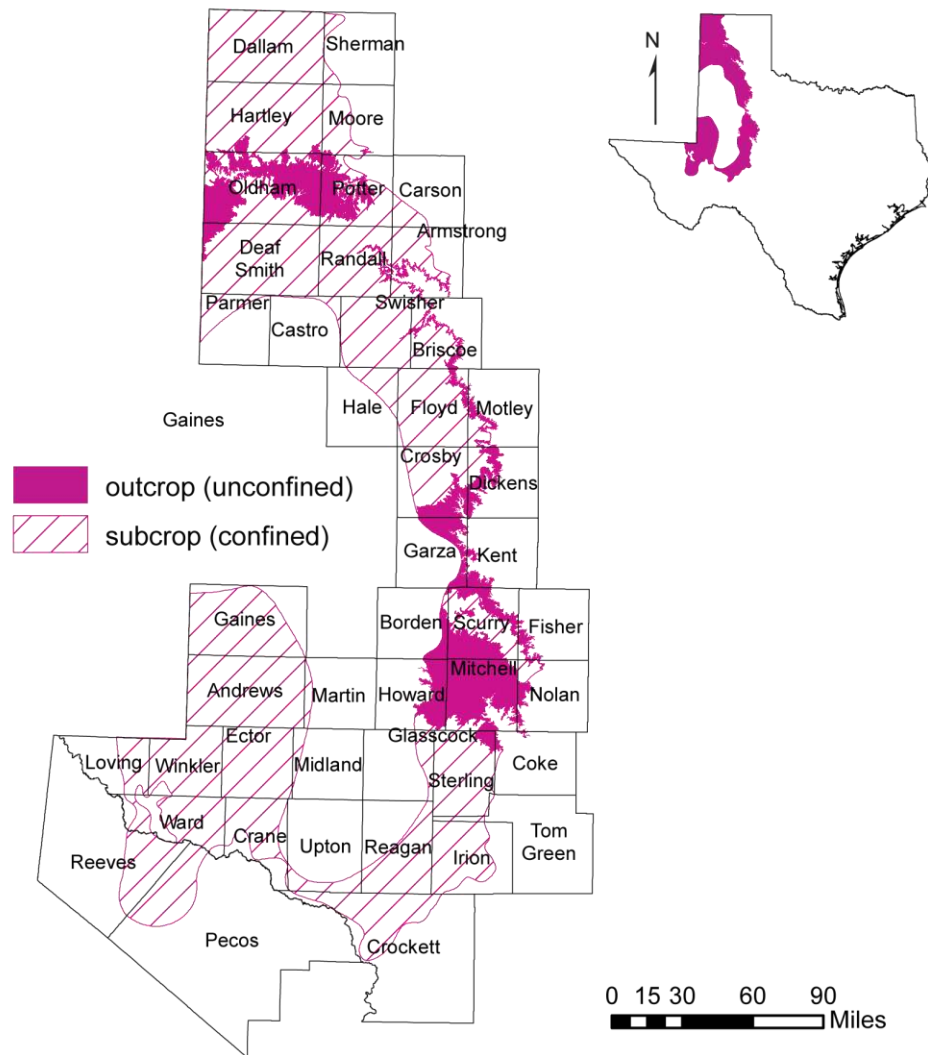 Dallam Sherman
N
Hartley Moore
Oldham Potter Carson
Armstrong
Deaf
Smith
Randall
Parmer Swisher
Castro
Briscoe
Gaines
Hale Floyd Motley
Crosby
Dickens
outcrop (unconfined)
subcrop (confined)
Garza Kent
Gaines Borden Scurry Fisher
Mitchell
Andrews Martin Howard Nolan
Ector Glasscock
Loving Winkler Midland Coke
Sterling
Ward
Crane Upton Reagan Irion
Tom
Green
Reeves
Pecos
Crockett
0 15 30 60 90
Miles